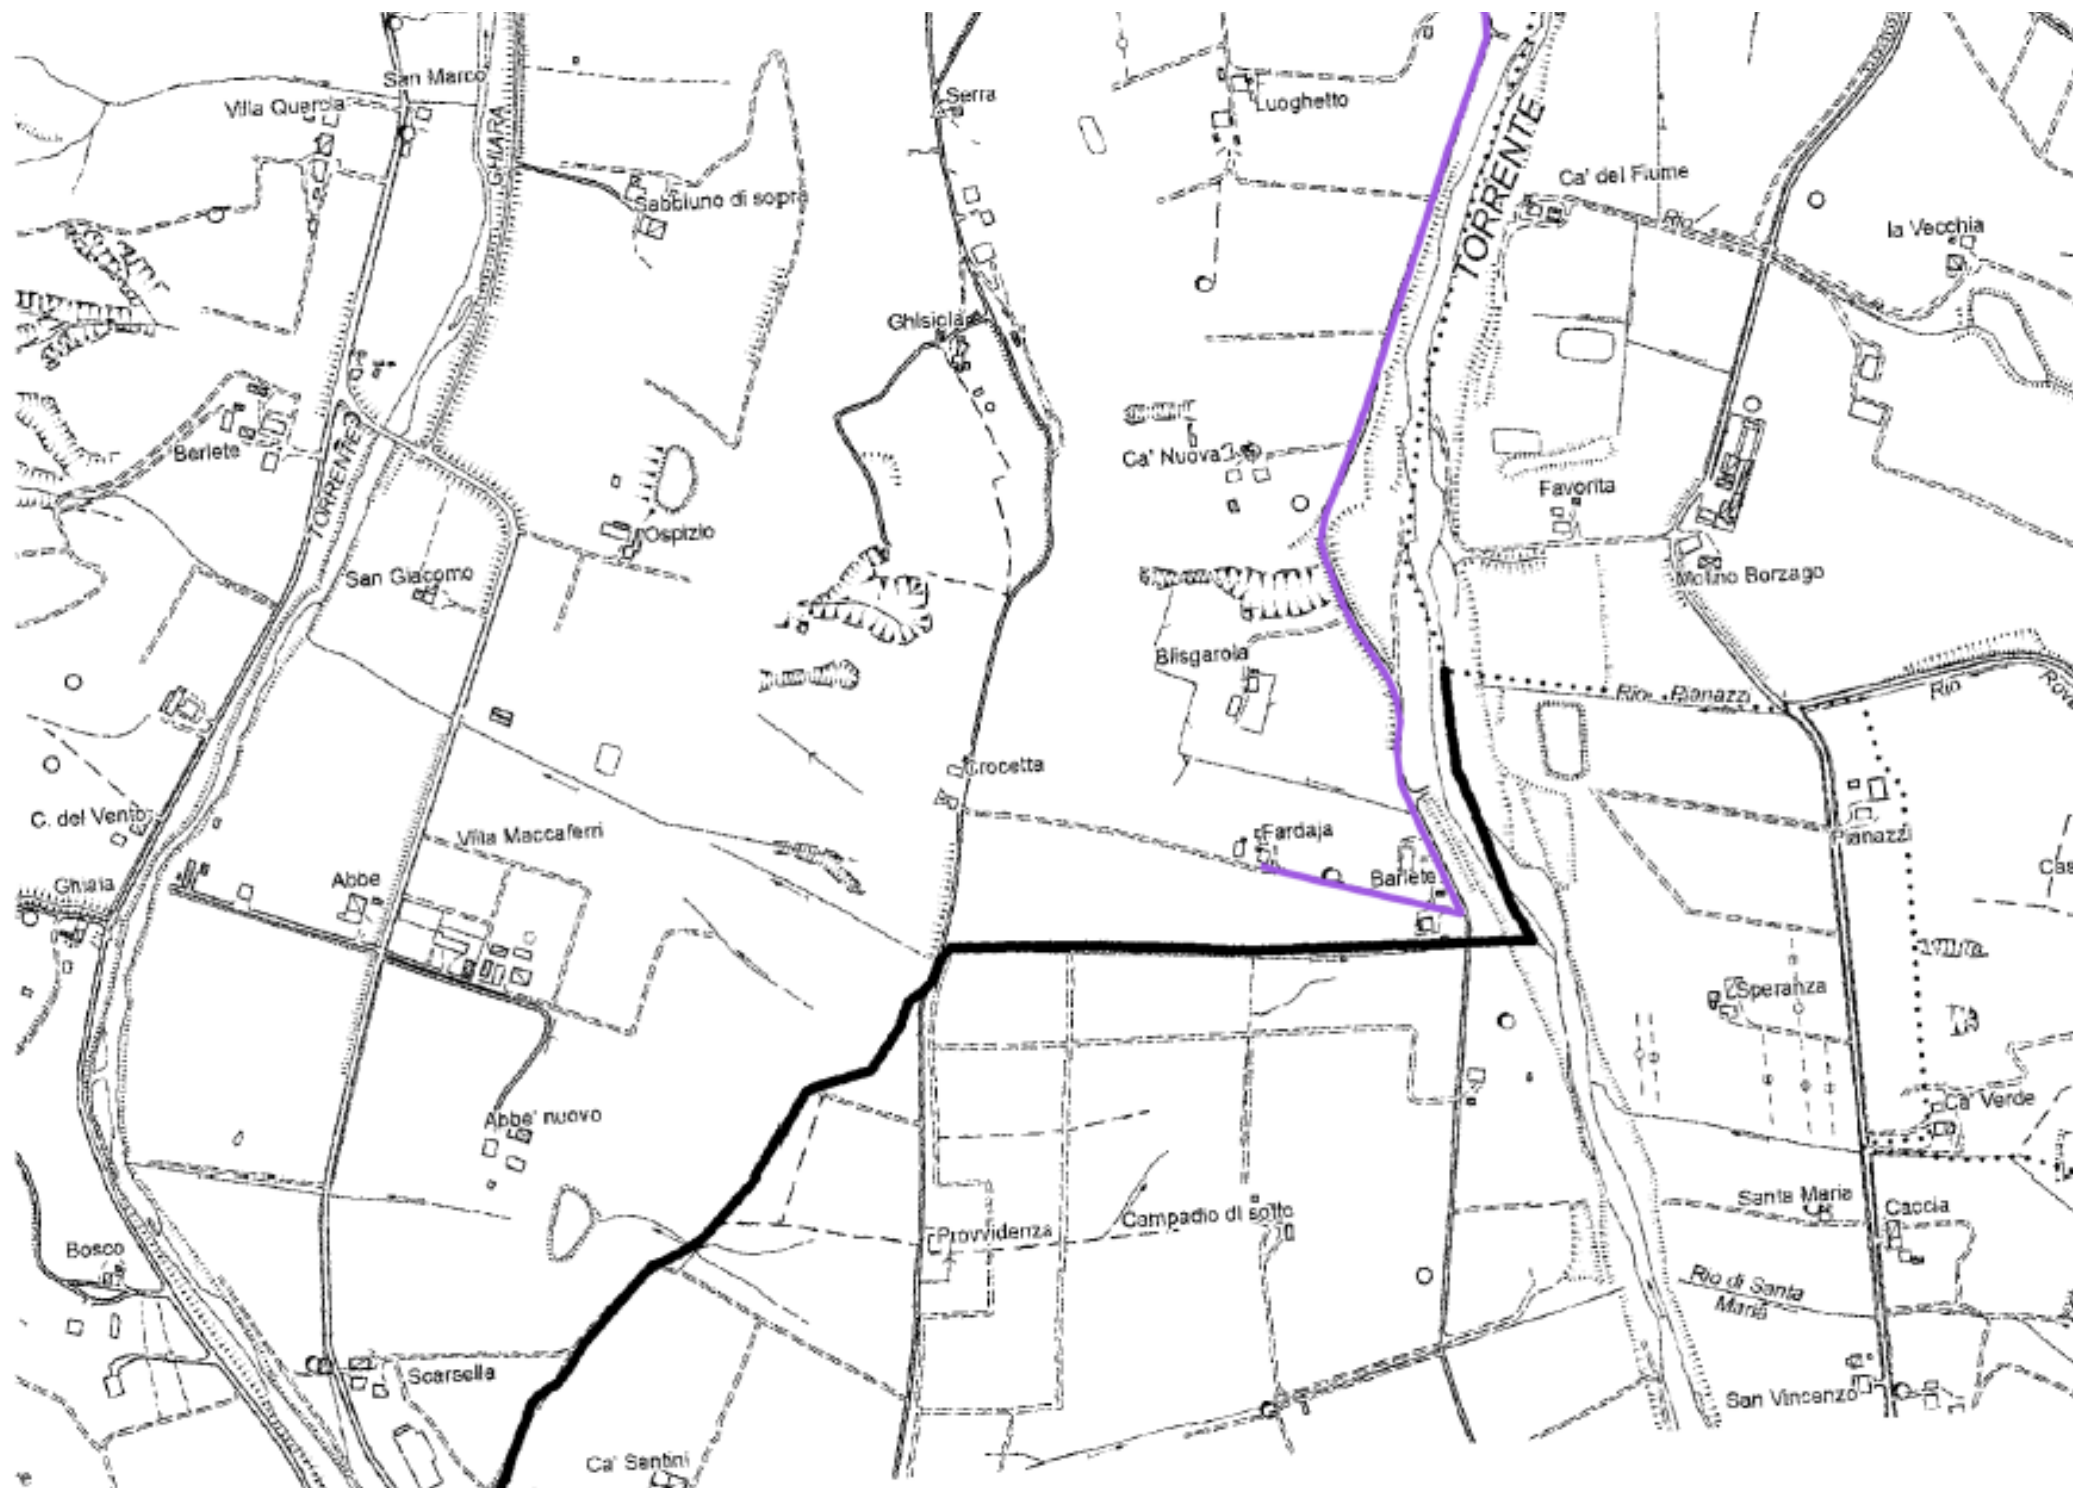 San Marco
Serra
Villa Quercia
Luoghetto
GHIARA
TORRENTE
Ca' del Fiume
Sabbiuno di sopra
Rio
la Vecchia
Ghisiola
Berlete
Ca' Nuova
TORRENTE
Favorita
Ospizio
San Giacomo
Molino Borzago
Blisgarola
Rio Pianazzi
Rio
Crocetta
C. del Vento
Villa Maccaferri
Fardaja
Pianazzi
Ghiaia
Abbe
Barlete
Cas
Speranza
Abbe' nuovo
Ca' Verde
Santa Maria
Caccia
Campadio di sotto
Provvidenza
Bosco
Rio di Santa
Maria
Scarsella
San Vincenzo
Ca' Santini